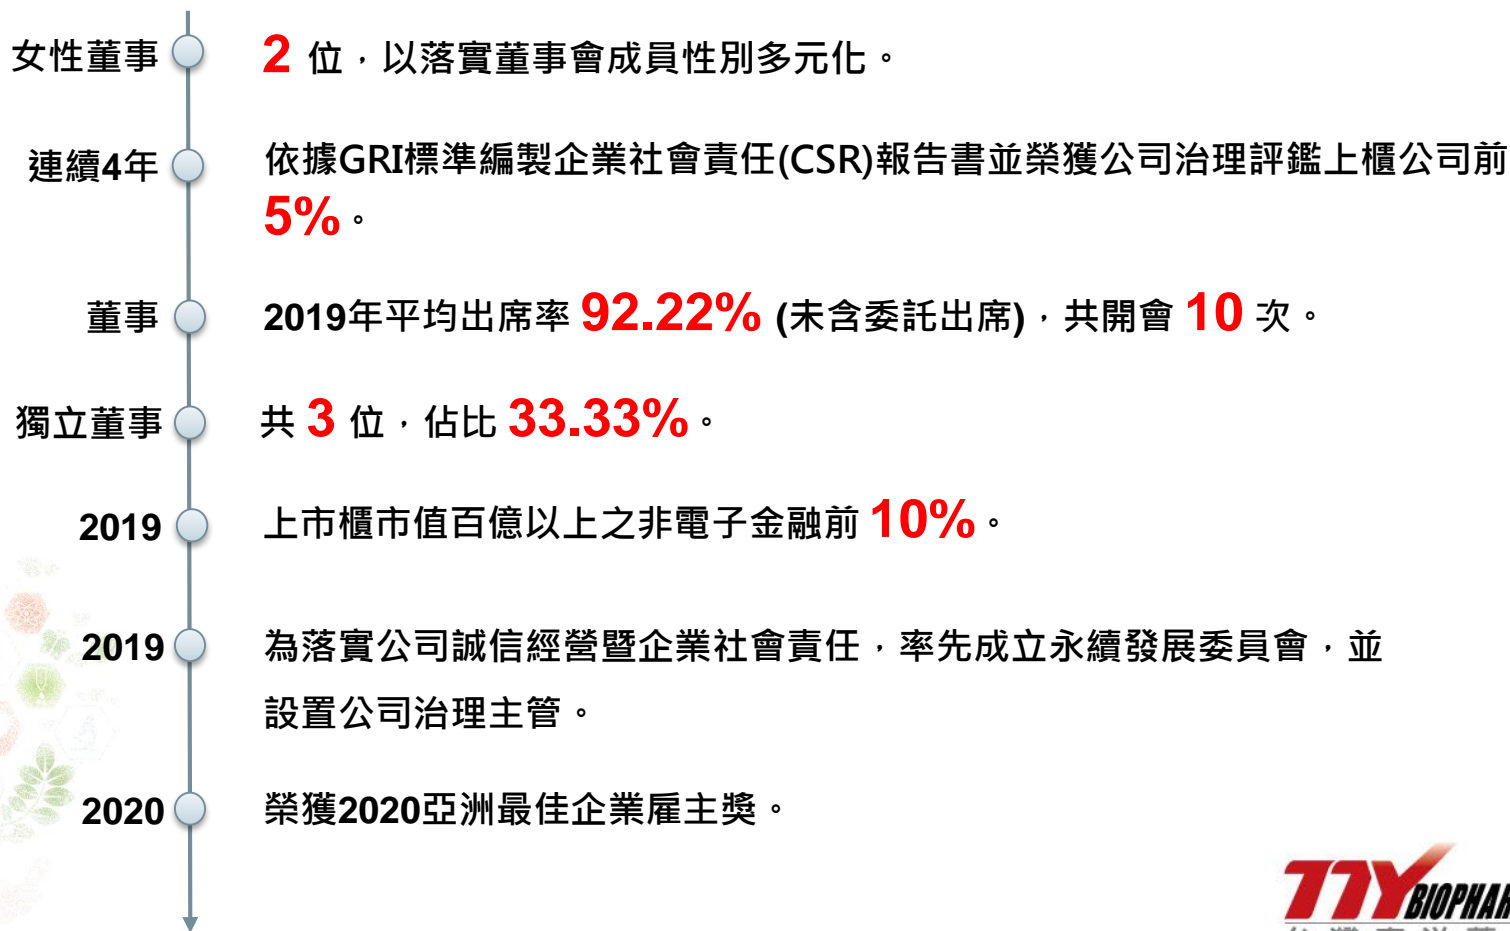 女性董事 2 位，以落實董事會成員性別多元化。
連續4年 依據GRI標準編製企業社會責任(CSR)報告書並榮獲公司治理評鑑上櫃公司前
5%。
董事 2019年平均出席率 92.22% (未含委託出席)，共開會 10 次。
獨立董事 共 3 位，佔比 33.33%。
2019 上市櫃市值百億以上之非電子金融前 10%。
2019 為落實公司誠信經營暨企業社會責任，率先成立永續發展委員會，並
設置公司治理主管。
2020 榮獲2020亞洲最佳企業雇主獎。
TTY BIOPHAR